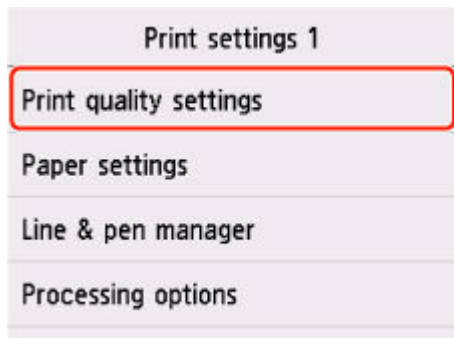 Print settings 1
Print quality settings
Paper settings
Line & pen manager
Processing options